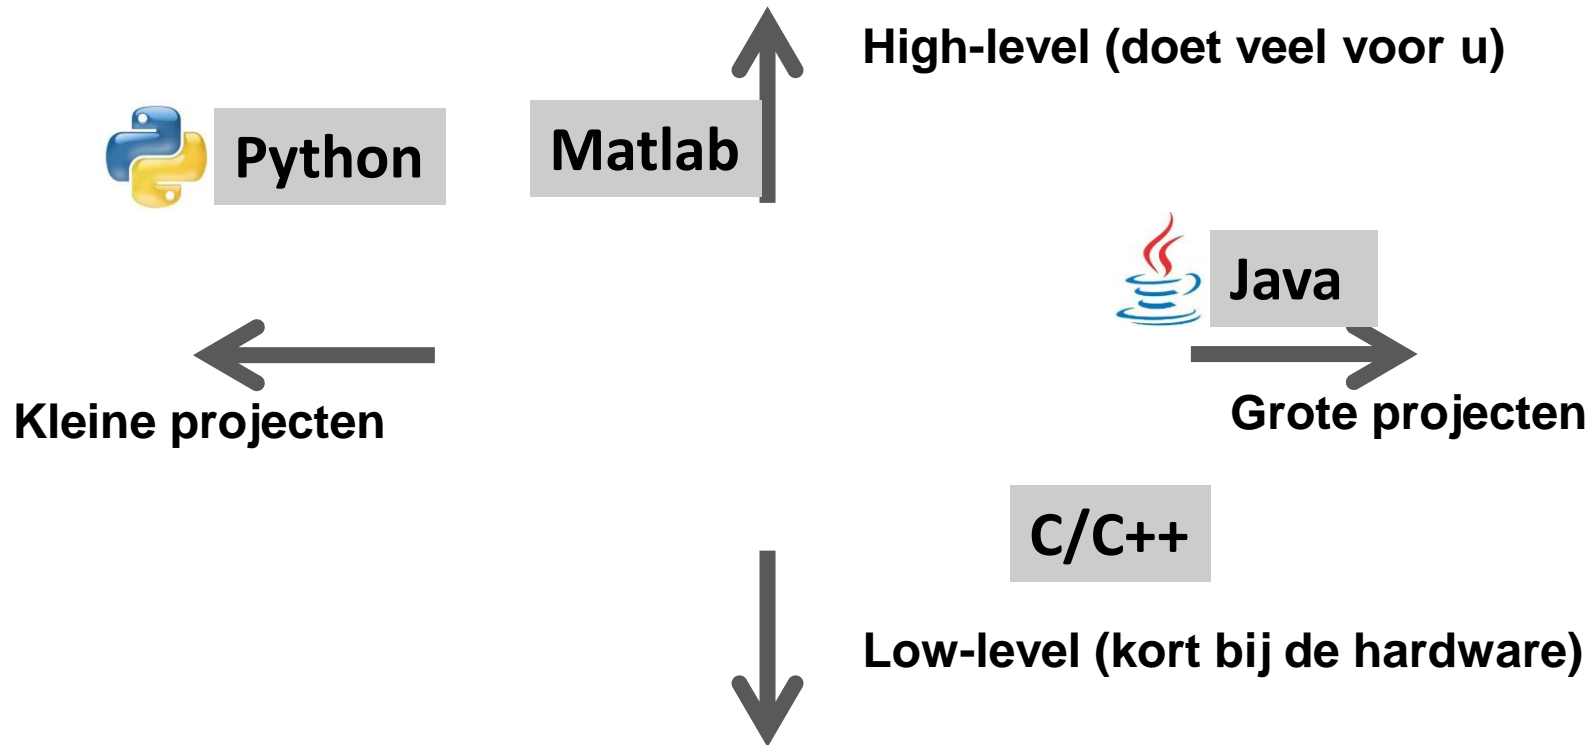 High-level (doet veel voor u)
Python
Matlab
Java
Kleine projecten
Grote projecten
C/C++
Low-level (kort bij de hardware)